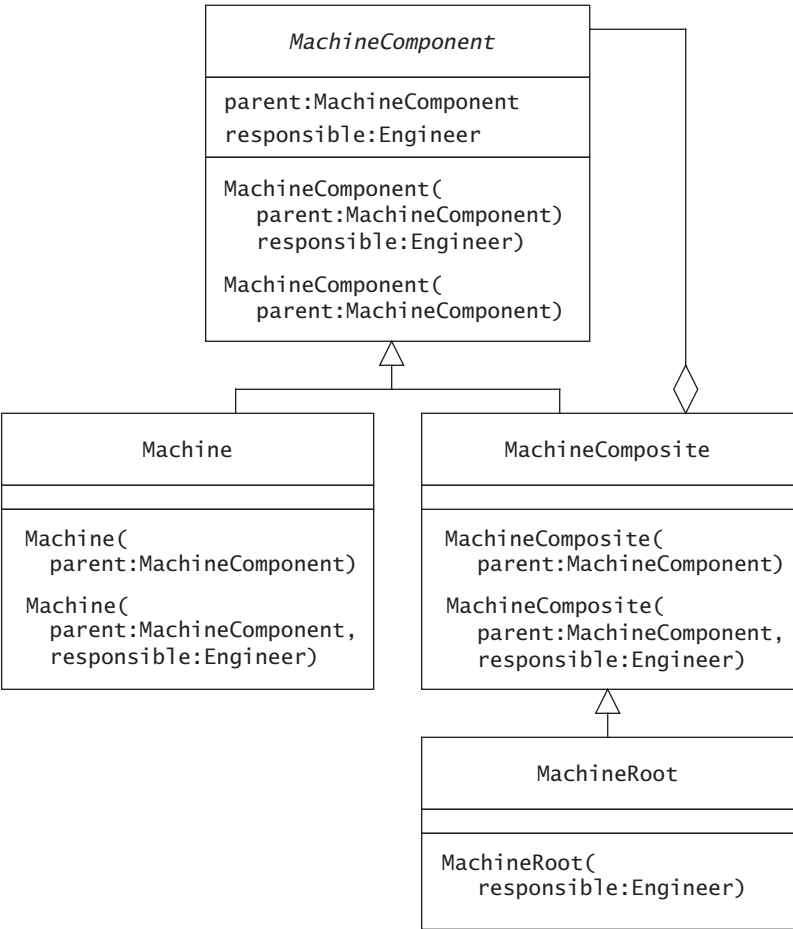 MachineComponent
parent:MachineComponent
responsible:Engineer
MachineComponent(
parent:MachineComponent)
responsible:Engineer)
MachineComponent(
parent:MachineComponent)
Machine
Machine(
parent:MachineComponent)
Machine(
parent:MachineComponent,
responsible:Engineer)
MachineComposite
MachineComposite(
parent:MachineComponent)
MachineComposite(
parent:MachineComponent,
responsible:Engineer)
MachineRoot
MachineRoot(
responsible:Engineer)